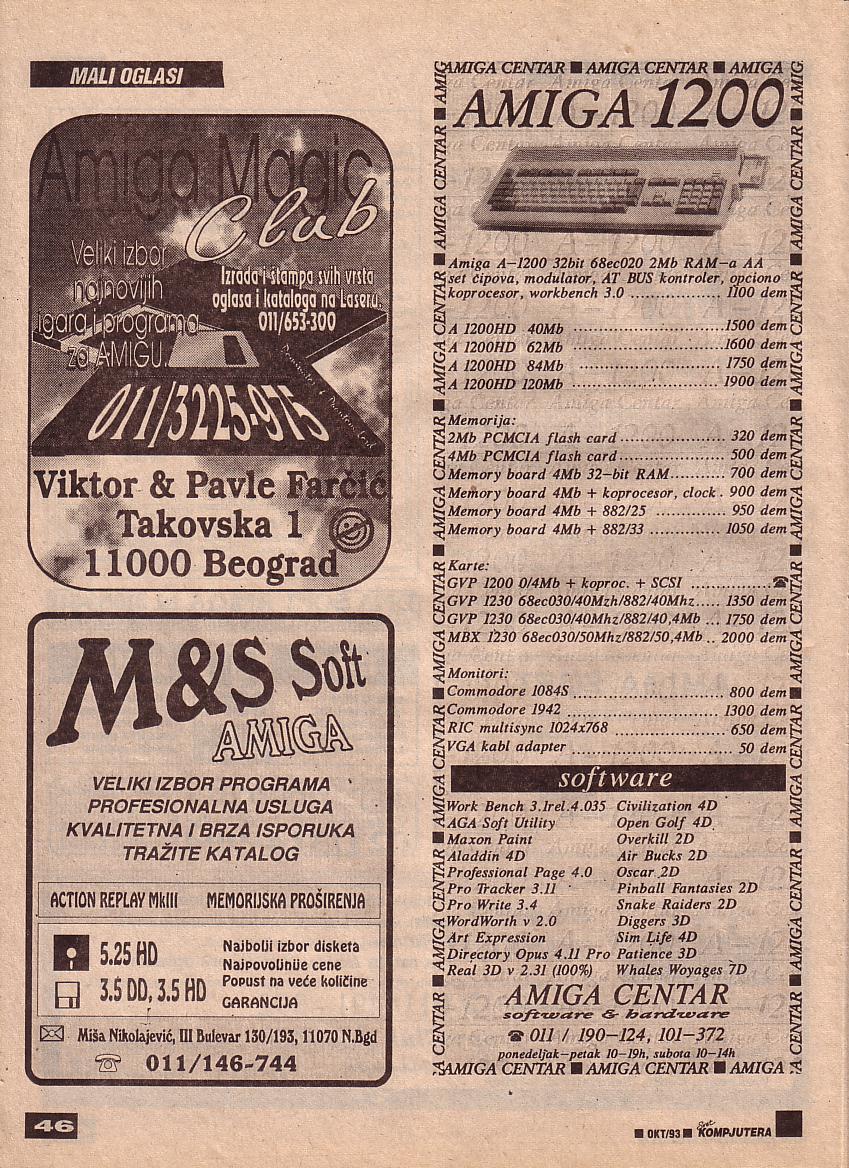 MALI OGLASI
Amiga Magic
Club
Veliki izbor
najnovijih
igara i programa
za AMIGU.
Izrada i štampa svih vrsta
oglasa i kataloga na Laseru.
011/653-300
011/3225-975
Viktor & Pavle Farčić
Takovska 1
11000 Beograd
M&S Soft
AMIGA
VELIKI IZBOR PROGRAMA
PROFESIONALNA USLUGA
KVALITETNA I BRZA ISPORUKA
TRAŽITE KATALOG
ACTION REPLAY MkIII MEMORIJSKA PROŠIRENJA
5.25 HD
3.5 DD, 3.5 HD
Najbolji izbor disketa
Najpovoljnije cene
Popust na veće količine
GARANCIJA
Miša Nikolajević, III Bulevar 130/193, 11070 N.Bgd
011/146-744
AMIGA CENTAR ■ AMIGA CENTAR ■ AMIGA
AMIGA 1200
Amiga A-1200 32bit 68ec020 2Mb RAM-a AA
set čipova, modulator, AT BUS kontroler, opciono
koprocesor, workbench 3.0 ................ 1100 dem
A 1200HD 40Mb ........................ 1500 dem
A 1200HD 62Mb ........................ 1600 dem
A 1200HD 84Mb ........................ 1750 dem
A 1200HD 120Mb ....................... 1900 dem
Memorija:
2Mb PCMCIA flash card ................. 320 dem
4Mb PCMCIA flash card ................. 500 dem
Memory board 4Mb 32-bit RAM......... 700 dem
Memory board 4Mb + koprocesor, clock . 900 dem
Memory board 4Mb + 882/25 ............ 950 dem
Memory board 4Mb + 882/33 ........... 1050 dem
Karte:
GVP 1200 0/4Mb + koproc. + SCSI .............☎
GVP 1230 68ec030/40Mzh/882/40Mhz..... 1350 dem
GVP 1230 68ec030/40Mhz/882/40,4Mb ... 1750 dem
MBX 1230 68ec030/50Mhz/882/50,4Mb .. 2000 dem
Monitori:
Commodore 1084S ......................... 800 dem
Commodore 1942 ......................... 1300 dem
RIC multisync 1024x768 .................. 650 dem
VGA kabl adapter ......................... 50 dem
software
Work Bench 3.1rel.4.035 Civilization 4D
AGA Soft Utility Open Golf 4D
Maxon Paint Overkill 2D
Aladdin 4D Air Bucks 2D
Professional Page 4.0 Oscar 2D
Pro Tracker 3.11 Pinball Fantasies 2D
Pro Write 3.4 Snake Raiders 2D
WordWorth v 2.0 Diggers 3D
Art Expression Sim Life 4D
Directory Opus 4.11 Pro Patience 3D
Real 3D v 2.31 (100%) Whales Woyages 7D
AMIGA CENTAR
software & hardware
☎ 011 / 190-124, 101-372
ponedeljak-petak 10-19h, subota 10-14h
AMIGA CENTAR ■ AMIGA CENTAR ■ AMIGA
46
■ OKT/93 ■ Svet KOMPJUTERA